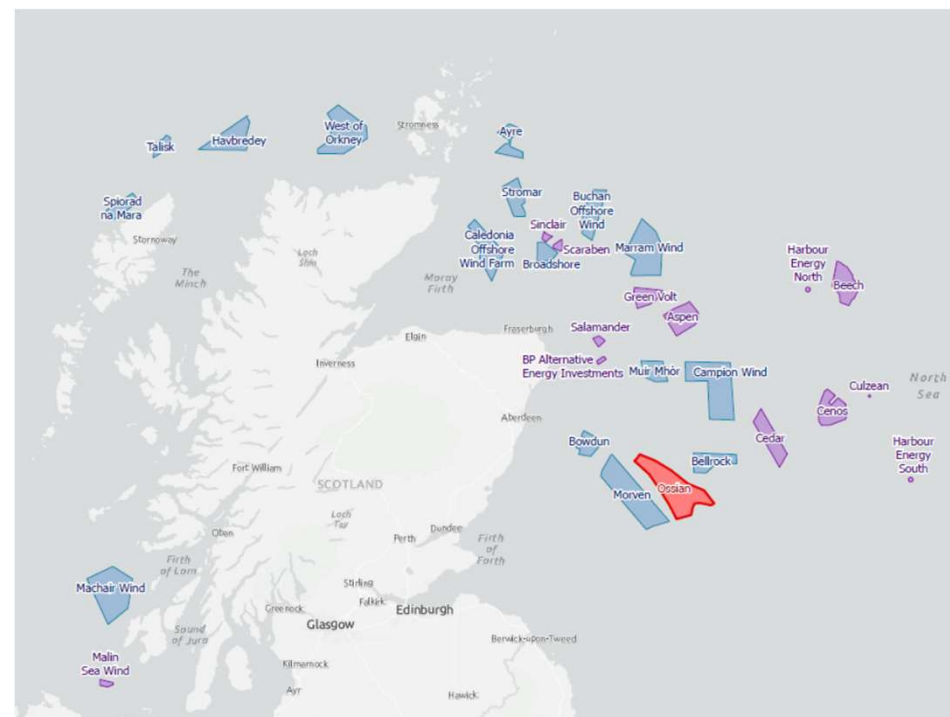 Stromness
West of
Orkney
Ayre
Havbredey
Talisk
Spiorad
na Mara
Stromar
Buchan
Offshore
Wind
Stornoway
Sinclair
Caledonia
Offshore
Wind Farm
Scaraben
Marram Wind
Broadshore
Harbour
Energy
North
Loch
Shin
The
Minch
Moray
Firth
Beech
Green Volt
Aspen
Salamander
Fraserburgh
Elgin
Inverness
BP Alternative
Energy Investments
Muir Mhòr
Campion Wind
North
Sea
Culzean
Cenos
Aberdeen
Cedar
Bowdun
Harbour
Energy
South
Bellrock
Fort William
SCOTLAND
Morven
Ossian
Loch
Tay
Dundee
Oban
Perth
Firth
of
Forth
Firth
of Lorn
Machair Wind
Stirling
Falkirk
Greenock
Edinburgh
Glasgow
Sound
of Jura
Berwick-upon-Tweed
Malin
Sea Wind
Kilmarnock
Ayr
Hawick